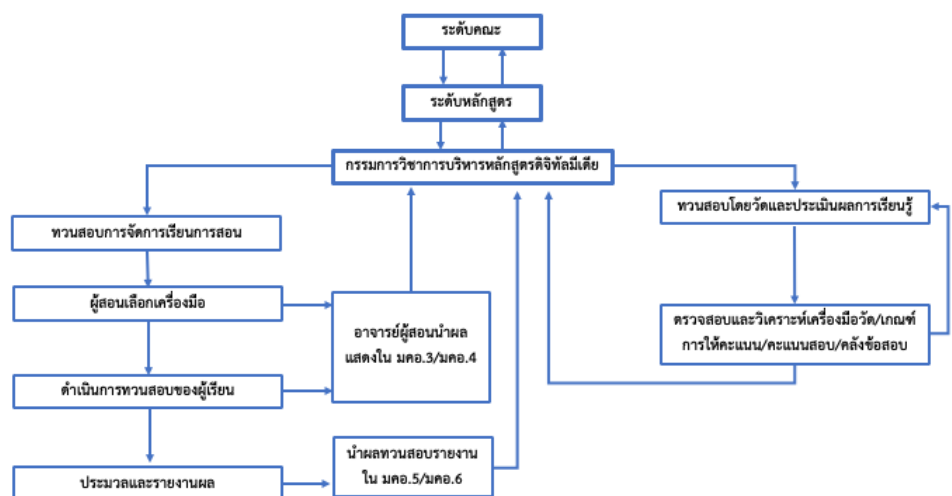 ระดับคณะ
ระดับหลักสูตร
กรรมการวิชาการบริหารหลักสูตรดิจิทัลมีเดีย
ทวนสอบการจัดการเรียนการสอน
ทวนสอบโดยวัดและประเมินผลการเรียนรู้
ผู้สอนเลือกเครื่องมือ
อาจารย์ผู้สอนนำผล
แสดงใน มคอ.3/มคอ.4
ตรวจสอบและวิเคราะห์เครื่องมือวัด/เกณฑ์
การให้คะแนน/คะแนนสอบ/คลังข้อสอบ
ดำเนินการทวนสอบของผู้เรียน
นำผลทวนสอบรายงาน
ใน มคอ.5/มคอ.6
ประมวลและรายงานผล